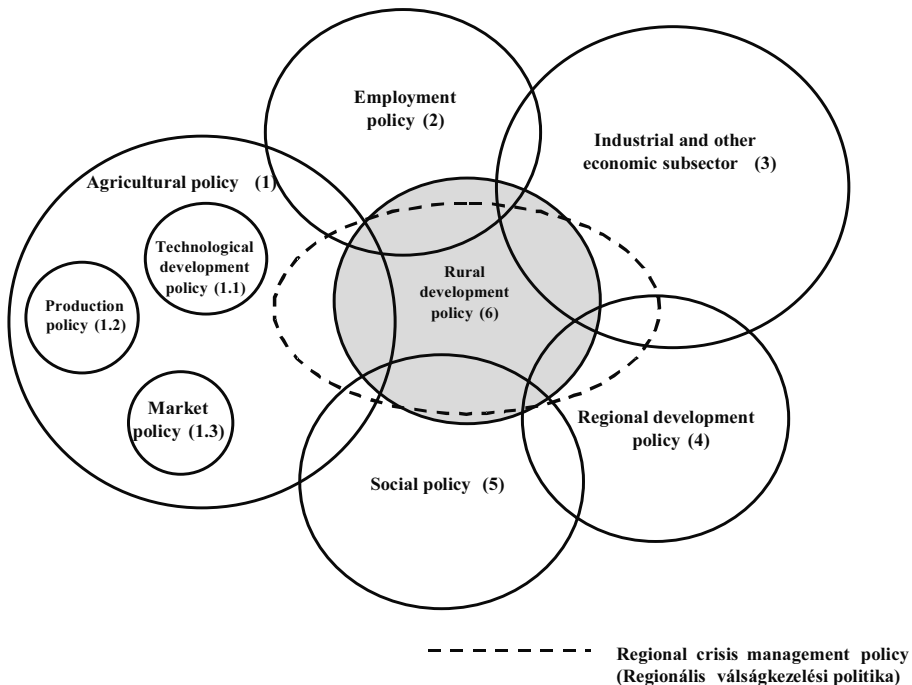 Employment
policy (2)
Industrial and other
economic subsector (3)
Agricultural policy (1)
Technological
development
policy (1.1)
Production
policy (1.2)
Market
policy (1.3)
Rural
development
policy (6)
Regional development
policy (4)
Social policy (5)
Regional crisis management policy
(Regionális válságkezelési politika)